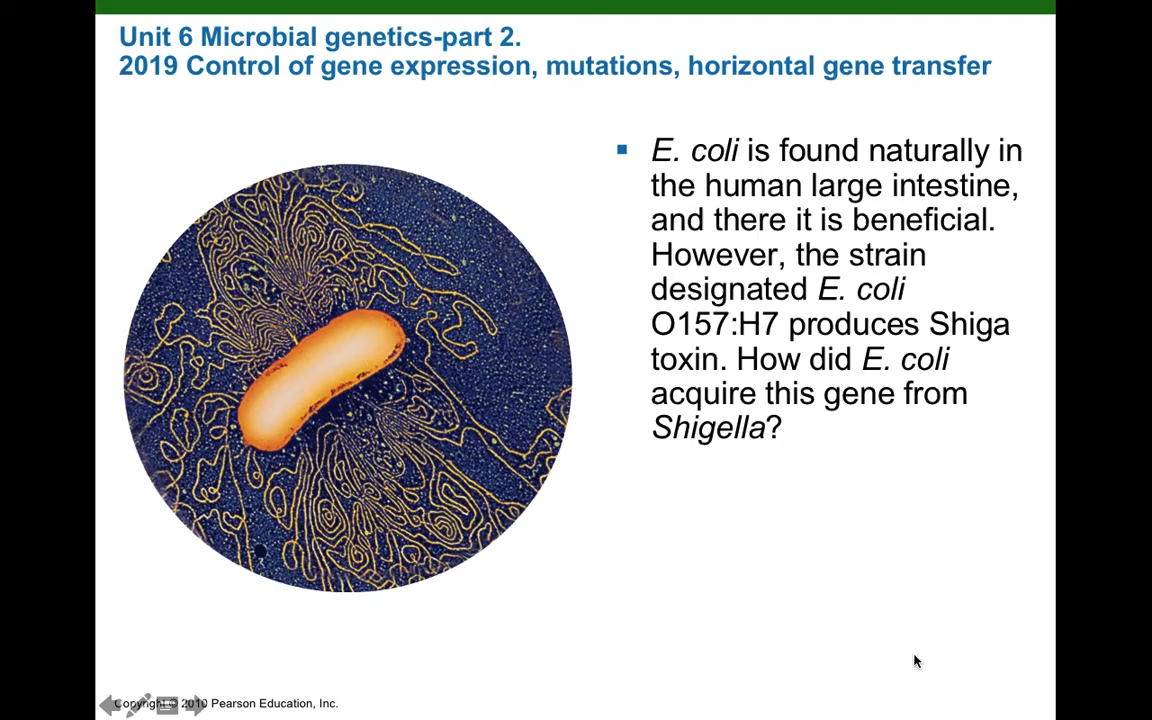 Unit 6 Microbial genetics-part 2.
2019 Control of gene expression, mutations, horizontal gene transfer
E. coli is found naturally in
the human large intestine,
and there it is beneficial.
However, the strain
designated E. coli
O157:H7 produces Shiga
toxin. How did E. coli
acquire this gene from
Shigella?
Copyright © 2010 Pearson Education, Inc.